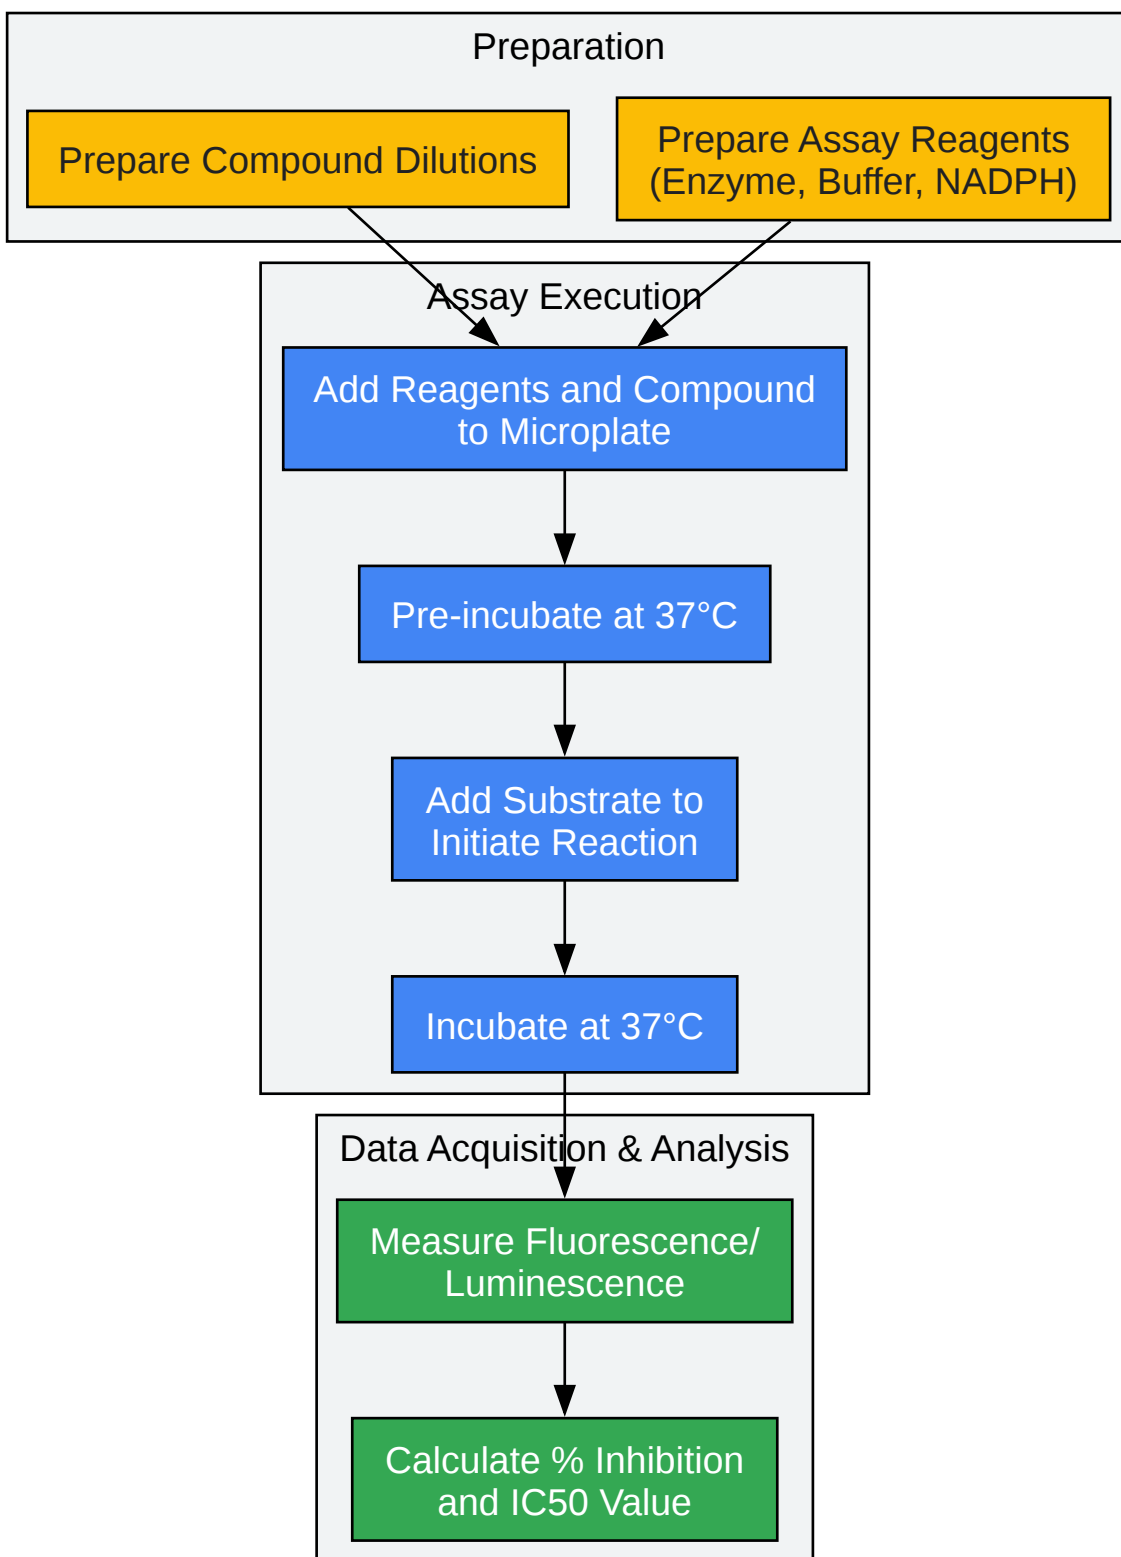 Preparation
Prepare Compound Dilutions
Prepare Assay Reagents
(Enzyme, Buffer, NADPH)
Assay Execution
Add Reagents and Compound
to Microplate
Pre-incubate at 37°C
Add Substrate to
Initiate Reaction
Incubate at 37°C
Data Acquisition & Analysis
Measure Fluorescence/
Luminescence
Calculate % Inhibition
and IC50 Value